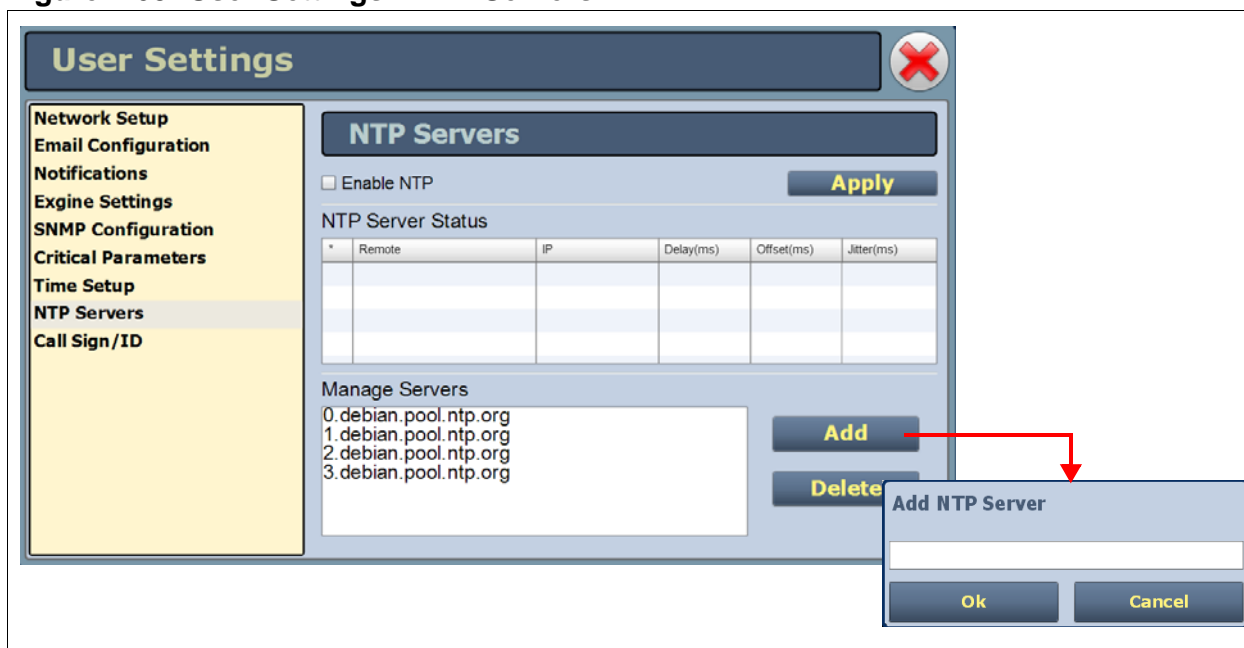 User Settings
Network Setup
Email Configuration
Notifications
Exgine Settings
SNMP Configuration
Critical Parameters
Time Setup
NTP Servers
Call Sign/ID
NTP Servers
Enable NTP
Apply
NTP Server Status
* Remote IP Delay(ms) Offset(ms) Jitter(ms)
Manage Servers
0.debian.pool.ntp.org
1.debian.pool.ntp.org
2.debian.pool.ntp.org
3.debian.pool.ntp.org
Add
Delete
Add NTP Server
Ok
Cancel